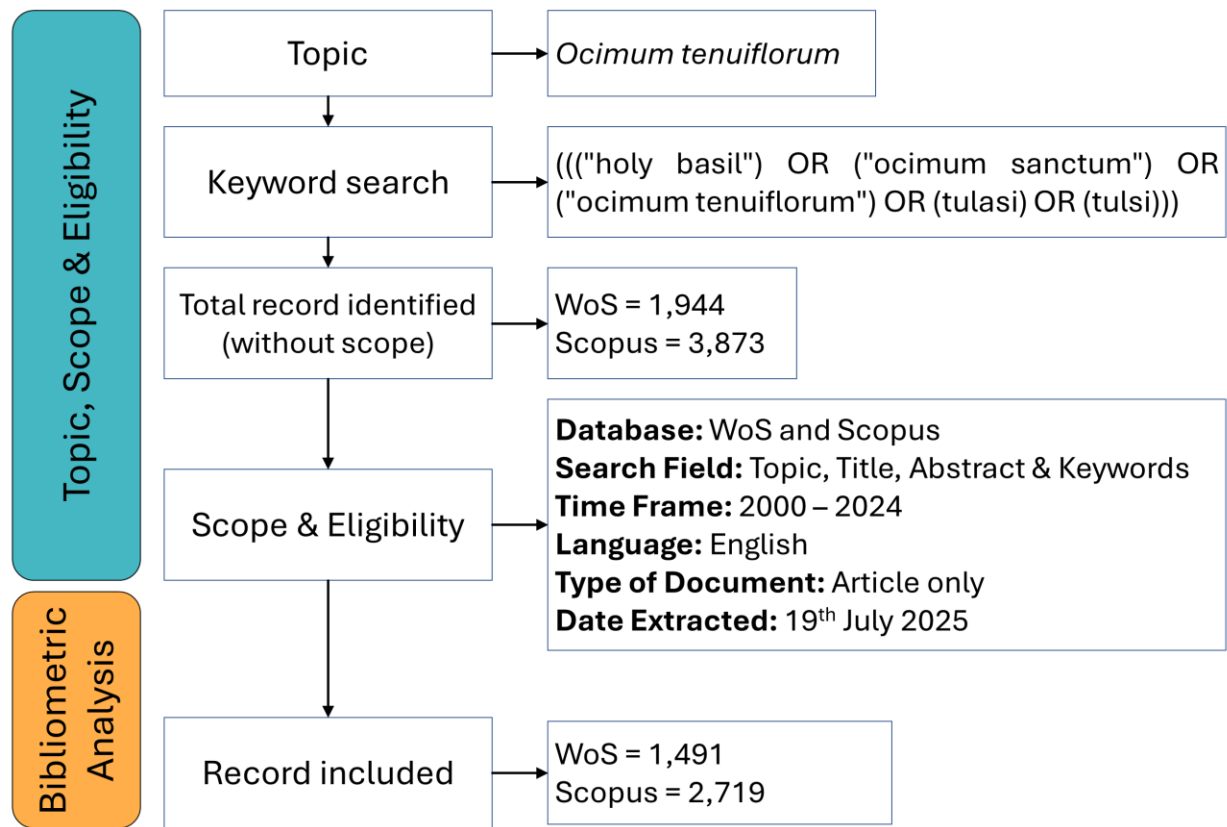 Topic, Scope & Eligibility
Topic
Ocimum tenuiflorum
Keyword search
((("holy basil") OR ("ocimum sanctum") OR
("ocimum tenuiflorum") OR (tulasi) OR (tulsi)))
Total record identified
(without scope)
WoS = 1,944
Scopus = 3,873
Scope & Eligibility
Database: WoS and Scopus
Search Field: Topic, Title, Abstract & Keywords
Time Frame: 2000 – 2024
Language: English
Type of Document: Article only
Date Extracted: 19th July 2025
Bibliometric
Analysis
Record included
WoS = 1,491
Scopus = 2,719